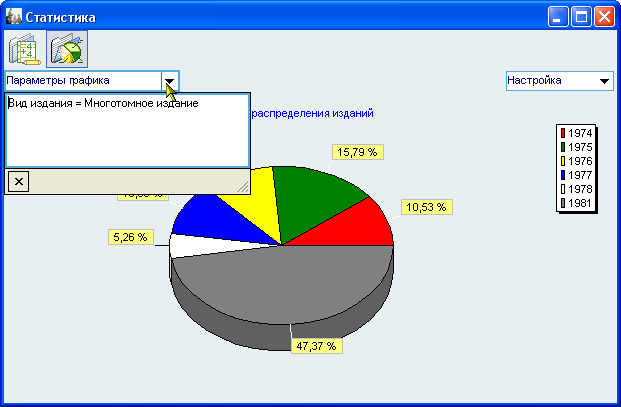 Статистика
Параметры графика
Настройка
Вид издания = Многотомное издание
распределения изданий
15,79 %
10,53 %
5,26 %
47,37 %
1974
1975
1976
1977
1978
1981